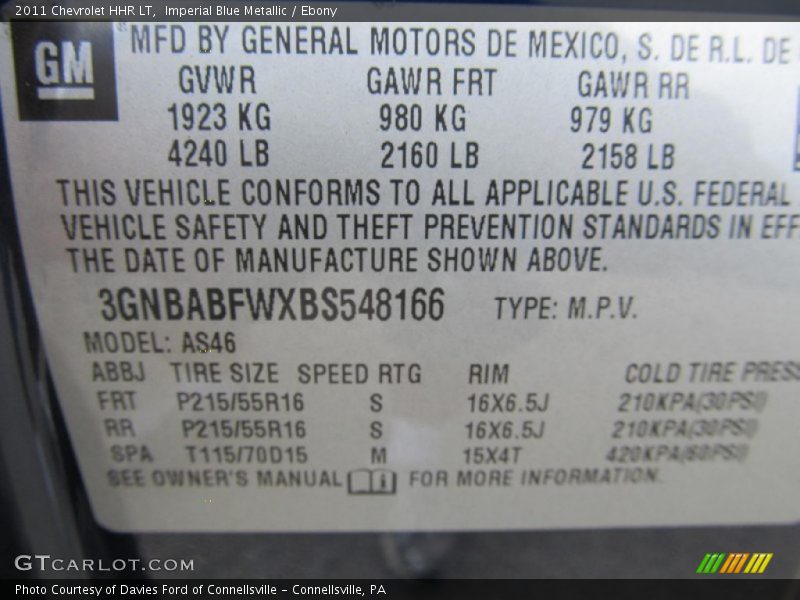 2011 Chevrolet HHR LT, Imperial Blue Metallic / Ebony
GM
MFD BY GENERAL MOTORS DE MEXICO, S. DE R.L. DE
GVWR GAWR FRT GAWR RR
1923 KG 980 KG 979 KG
4240 LB 2160 LB 2158 LB
THIS VEHICLE CONFORMS TO ALL APPLICABLE U.S. FEDERAL
VEHICLE SAFETY AND THEFT PREVENTION STANDARDS IN EFF
THE DATE OF MANUFACTURE SHOWN ABOVE.
3GNBABFWXBS548166 TYPE: M.P.V.
MODEL: AS46
ABBJ TIRE SIZE SPEED RTG RIM COLD TIRE PRESS
FRT P215/55R16 S 16X6.5J 210KPA(30PSI)
RR P215/55R16 S 16X6.5J 210KPA(30PSI)
SPA T115/70D15 M 15X4T 420KPA(60PSI)
SEE OWNER'S MANUAL FOR MORE INFORMATION.
GTCARLOT.COM
Photo Courtesy of Davies Ford of Connellsville - Connellsville, PA